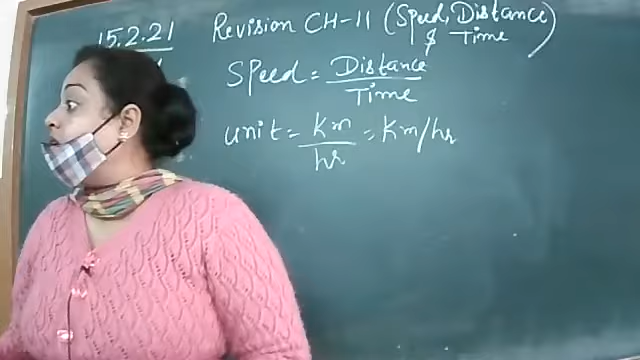 15.2.21
Revision CH-11 (Speed, Distance
& Time)
Speed = Distance
Time
unit = Km
hr
= Km/hr